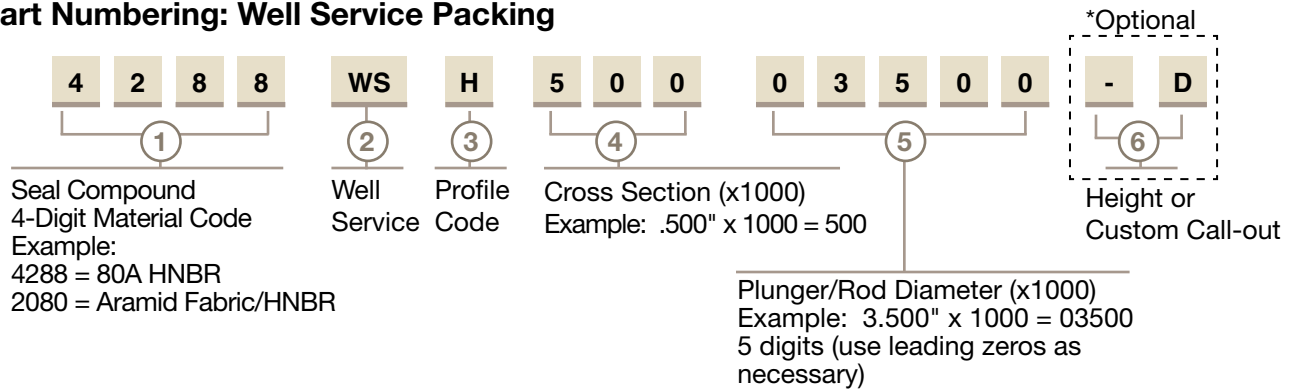 art Numbering: Well Service Packing
*Optional
4 2 8 8 WS H 5 0 0 0 3 5 0 0 - D
1 2 3 4 5 6
Seal Compound
4-Digit Material Code
Example:
4288 = 80A HNBR
2080 = Aramid Fabric/HNBR
Well
Service
Profile
Code
Cross Section (x1000)
Example: .500" x 1000 = 500
Plunger/Rod Diameter (x1000)
Example: 3.500" x 1000 = 03500
5 digits (use leading zeros as
necessary)
Height or
Custom Call-out